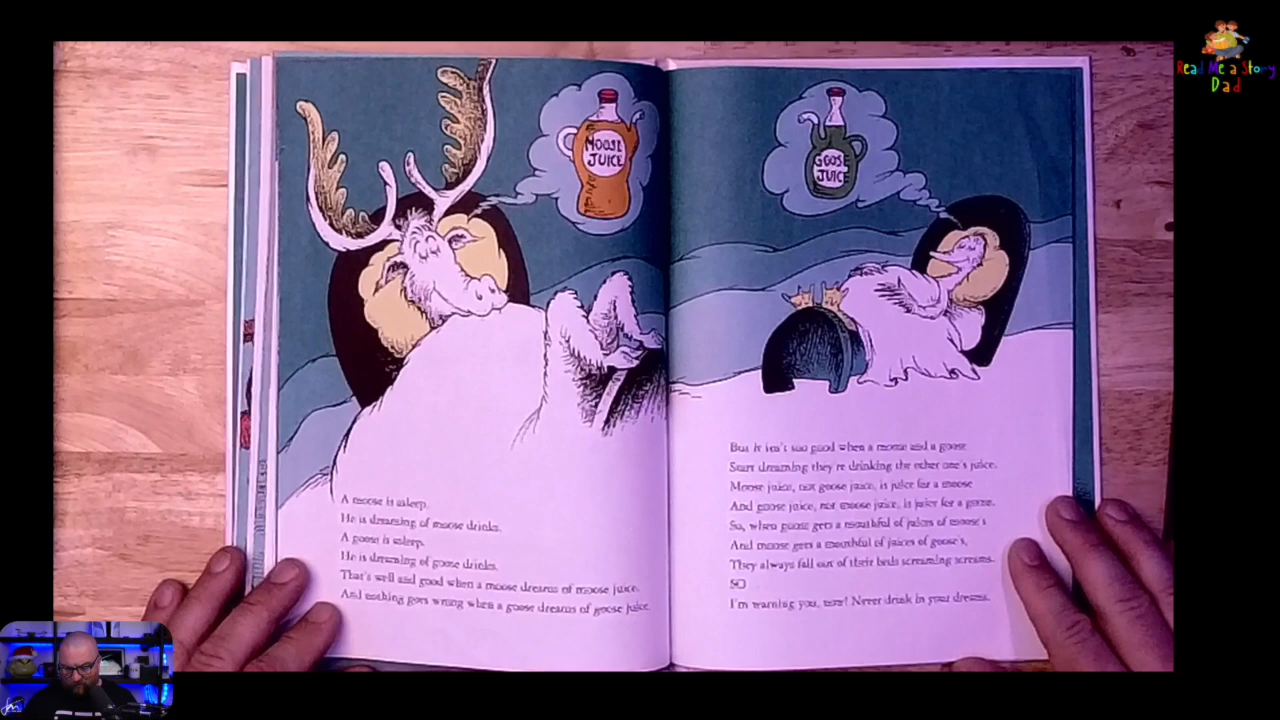 Read Me a Story
Dad
MOOSE
JUICE
GOOSE
JUICE
A moose is asleep.
He is dreaming of moose drinks.
A goose is asleep.
He is dreaming of goose drinks.
That's well and good when a moose dreams of moose juice.
And nothing goes wrong when a goose dreams of goose juice.
But it isn't too good when a moose and a goose
Start dreaming they're drinking the other one's juice.
Moose juice, not goose juice, is juice for a moose
And goose juice, not moose juice, is juice for a goose.
So, when goose gets a mouthful of juices of moose's
And moose gets a mouthful of juices of goose's,
They always fall out of their beds screaming screams.
SO
I'm warning you, now! Never drink in your dreams.